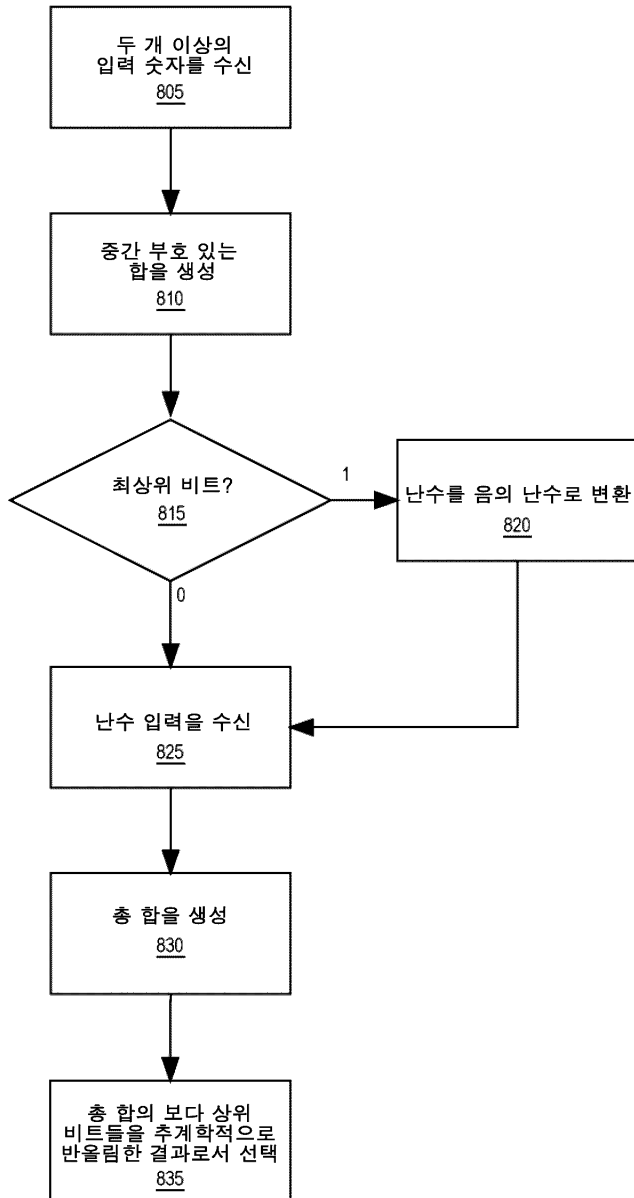 두 개 이상의
입력 숫자를 수신
805
중간 부호 있는
합을 생성
810
최상위 비트?
815
1
난수를 음의 난수로 변환
820
0
난수 입력을 수신
825
총 합을 생성
830
총 합의 보다 상위
비트들을 추계학적으로
반올림한 결과로서 선택
835